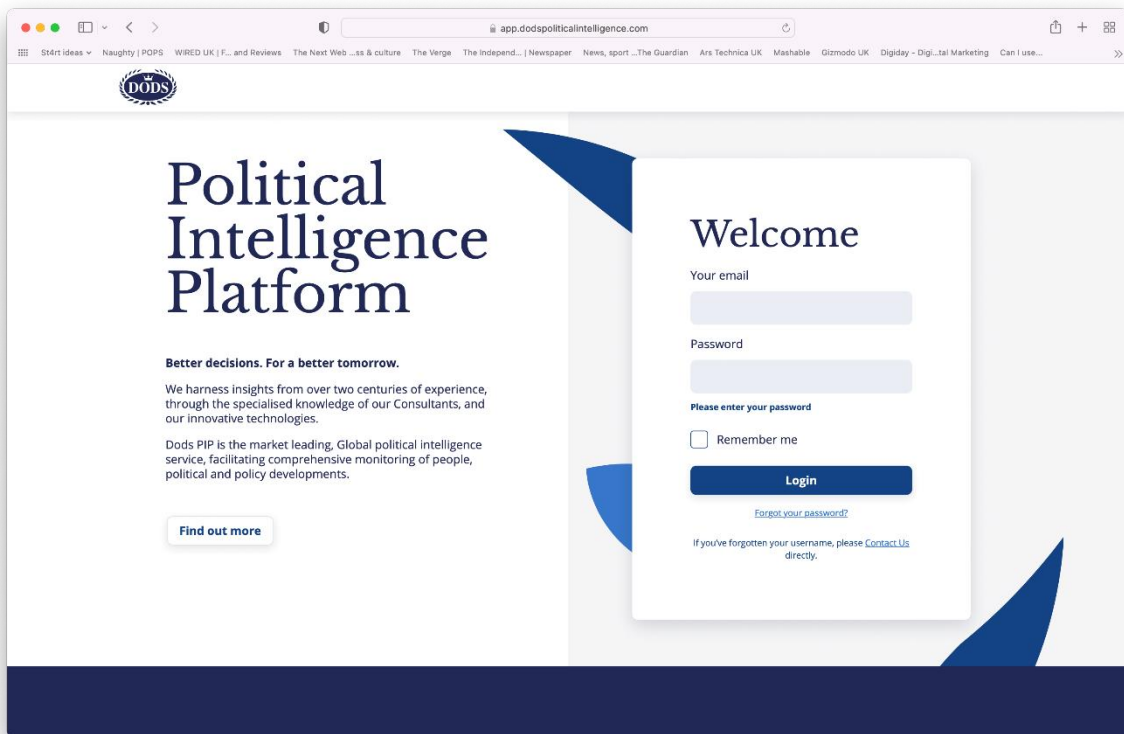 app.dodspoliticalintelligence.com
St4rt ideas
Naughty | POPS
WIRED UK | F... and Reviews
The Next Web ...ss & culture
The Verge
The Independ... | Newspaper
News, sport ...The Guardian
Ars Technica UK
Mashable
Gizmodo UK
Digiday - Digi...tal Marketing
Can I use...
DODS
Political
Intelligence
Platform
Better decisions. For a better tomorrow.
We harness insights from over two centuries of experience,
through the specialised knowledge of our Consultants, and
our innovative technologies.
Dods PIP is the market leading, Global political intelligence
service, facilitating comprehensive monitoring of people,
political and policy developments.
Find out more
Welcome
Your email
Password
Please enter your password
Remember me
Login
Forgot your password?
If you've forgotten your username, please Contact Us
directly.